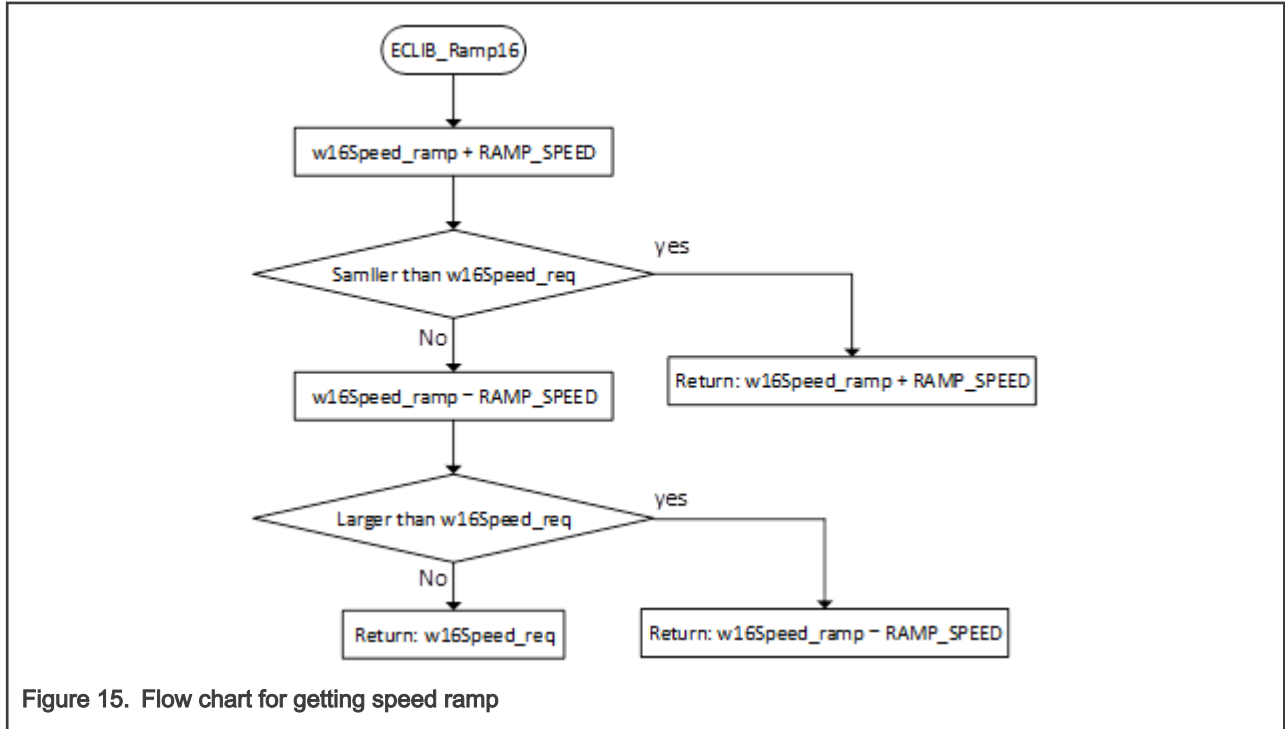 ECLIB_Ramp16
w16Speed_ramp + RAMP_SPEED
yes
Samller than w16Speed_req
No
Return: w16Speed_ramp + RAMP_SPEED
w16Speed_ramp − RAMP_SPEED
yes
Larger than w16Speed_req
No
Return: w16Speed_req
Return: w16Speed_ramp − RAMP_SPEED
Figure 15. Flow chart for getting speed ramp